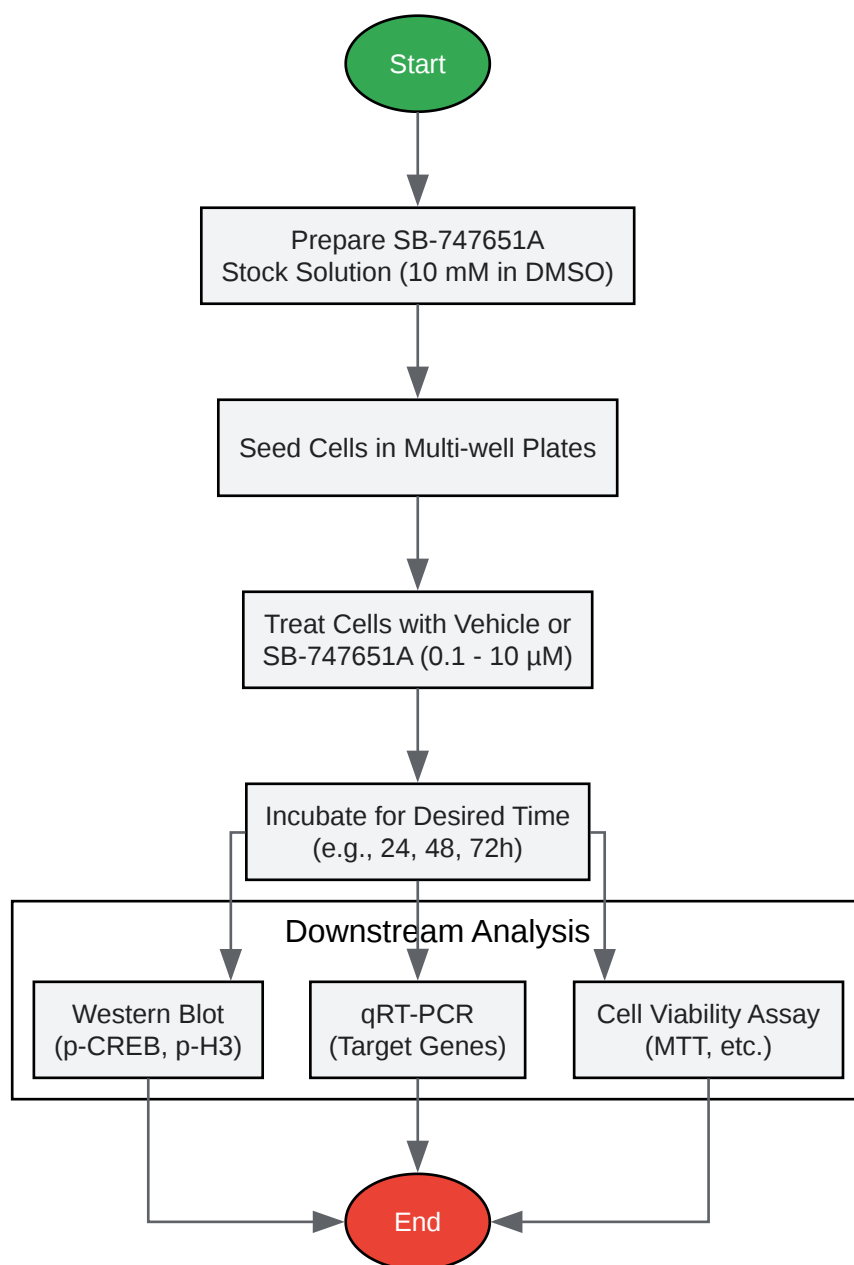 Start
Prepare SB-747651A
Stock Solution (10 mM in DMSO)
Seed Cells in Multi-well Plates
Treat Cells with Vehicle or
SB-747651A (0.1 - 10 µM)
Incubate for Desired Time
(e.g., 24, 48, 72h)
Downstream Analysis
Western Blot
(p-CREB, p-H3)
qRT-PCR
(Target Genes)
Cell Viability Assay
(MTT, etc.)
End